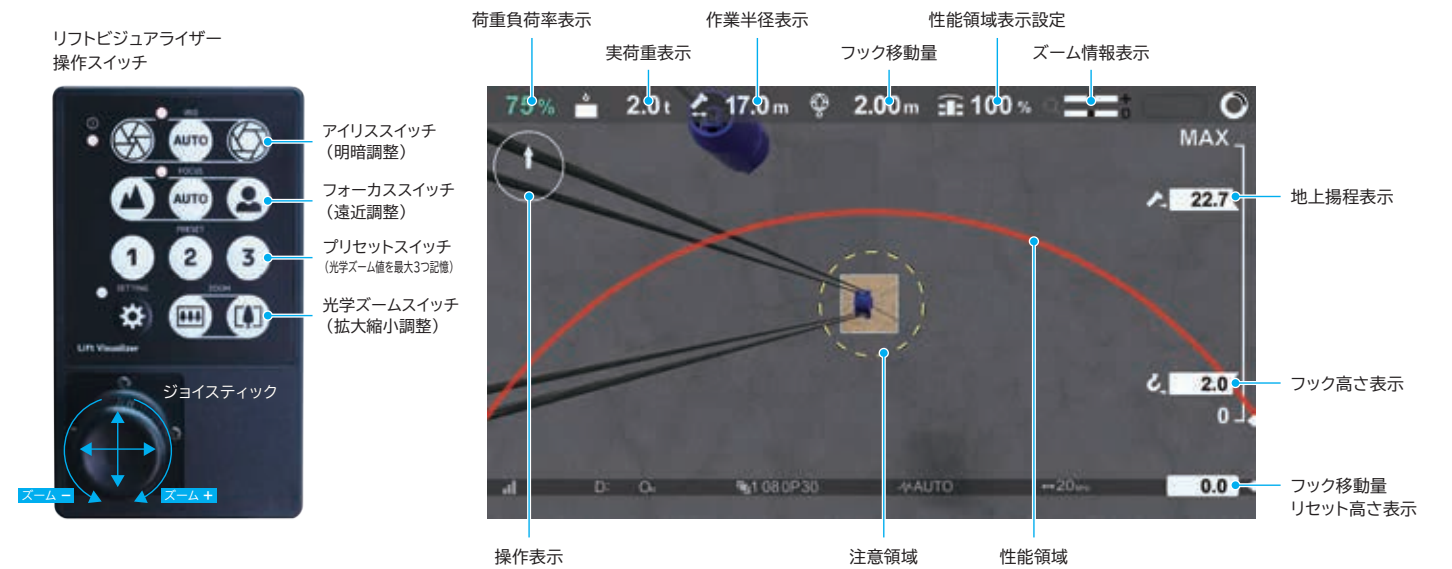 リフトビジュアライザー
操作スイッチ
IRIS
AUTO
アイリススイッチ
（明暗調整）
FOCUS
AUTO
フォーカススイッチ
（遠近調整）
PRESET
1 2 3
プリセットスイッチ
（光学ズーム値を最大3つ記憶）
SETTING ZOOM
光学ズームスイッチ
（拡大縮小調整）
Lift Visualizer
ジョイスティック
ズーム －
ズーム ＋
荷重負荷率表示
作業半径表示
性能領域表示設定
実荷重表示
フック移動量
ズーム情報表示
75% 2.0t 17.0m 2.00m 100%
MAX
22.7
地上揚程表示
2.0
フック高さ表示
0
AUTO
0.0
フック移動量
リセット高さ表示
操作表示
注意領域
性能領域